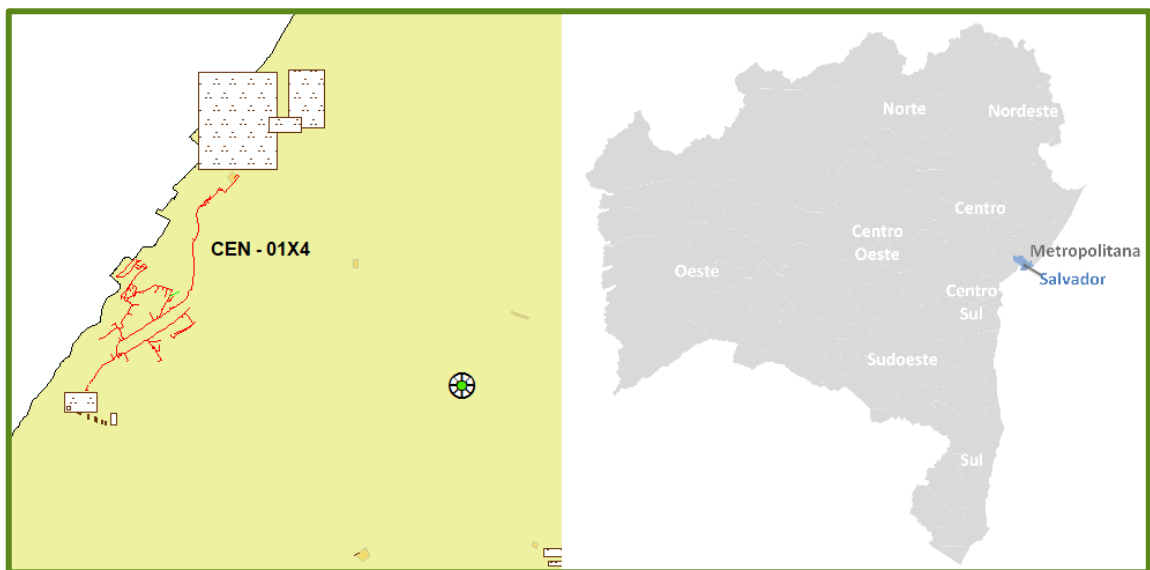 CEN - 01X4
Norte
Nordeste
Centro
Centro
Oeste
Metropolitana
Oeste
Salvador
Centro
Sul
Sudoeste
Sul